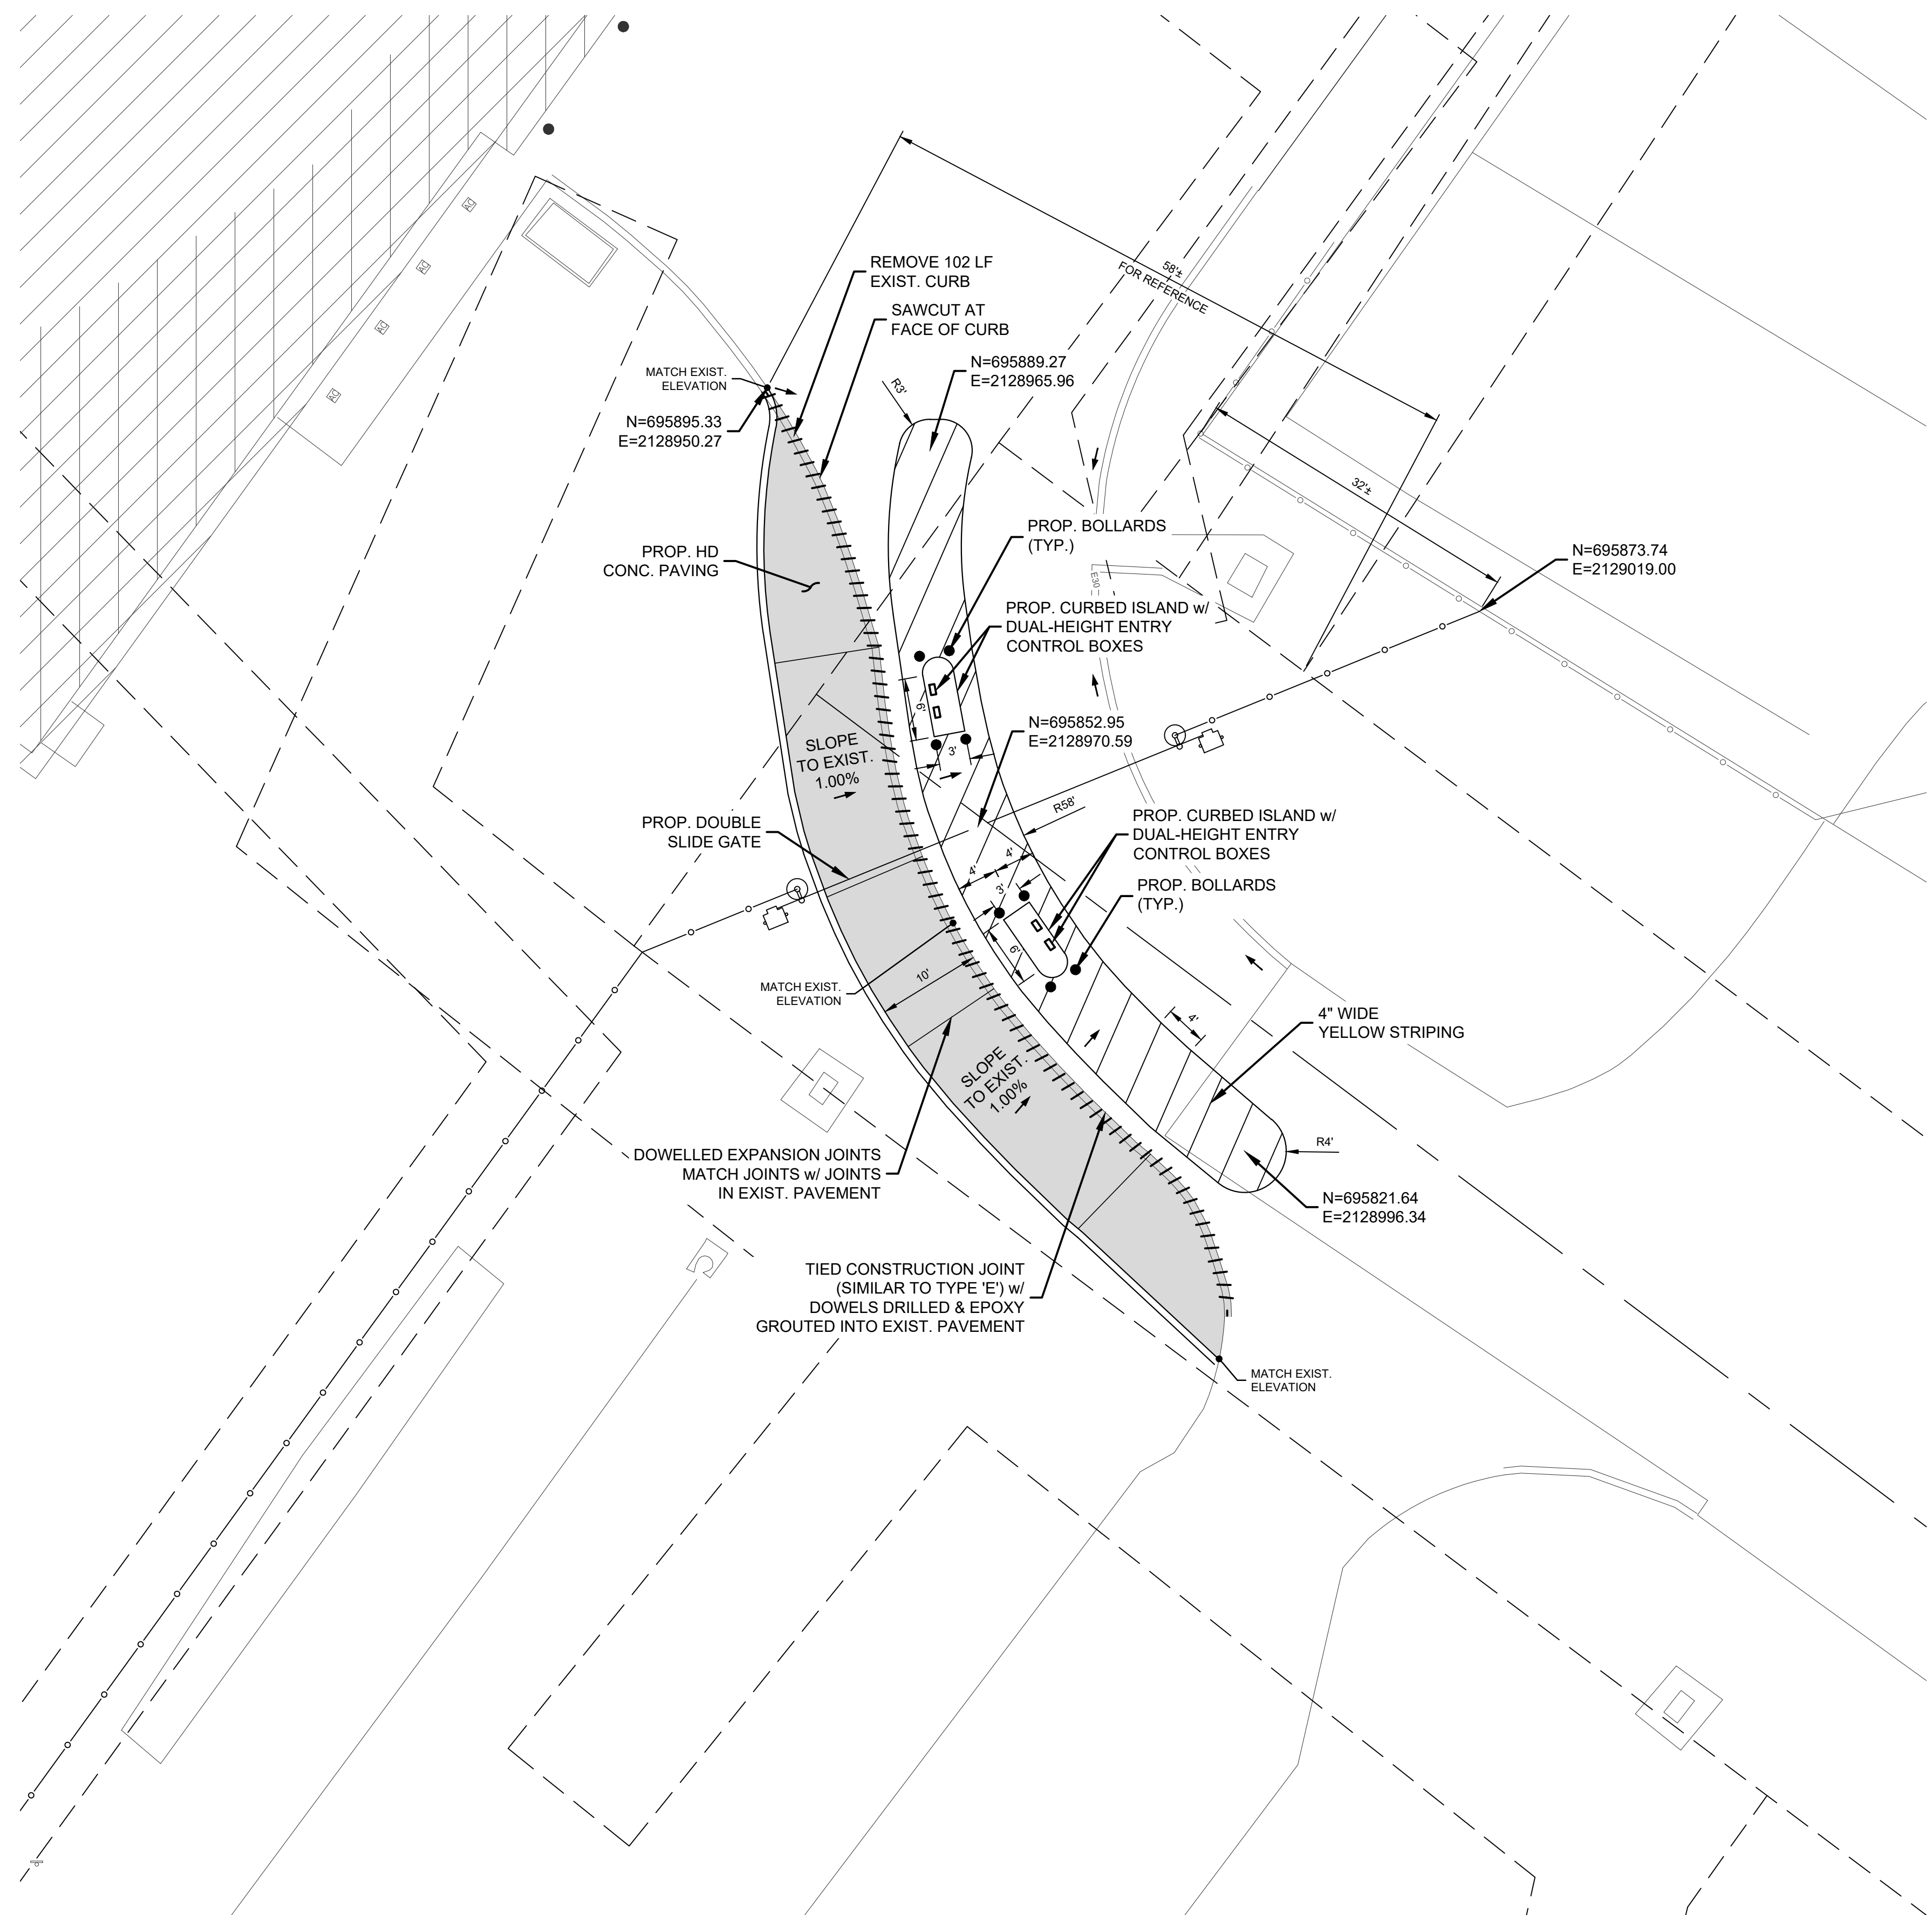 AC
AC
AC
AC
58'±
FOR REFERENCE
REMOVE 102 LF
EXIST. CURB
SAWCUT AT
FACE OF CURB
MATCH EXIST.
ELEVATION
N=695889.27
E=2128965.96
R3'
N=695895.33
E=2128950.27
32'±
PROP. BOLLARDS
(TYP.)
PROP. HD
CONC. PAVING
N=695873.74
E=2129019.00
E30
PROP. CURBED ISLAND w/
DUAL-HEIGHT ENTRY
CONTROL BOXES
6'
3'
N=695852.95
E=2128970.59
SLOPE
TO EXIST.
1.00%
R58'
PROP. DOUBLE
SLIDE GATE
PROP. CURBED ISLAND w/
DUAL-HEIGHT ENTRY
CONTROL BOXES
4'
4'
3'
PROP. BOLLARDS
(TYP.)
6'
10'
MATCH EXIST.
ELEVATION
4'
4" WIDE
YELLOW STRIPING
SLOPE
TO EXIST.
1.00%
R4'
DOWELLED EXPANSION JOINTS
MATCH JOINTS w/ JOINTS
IN EXIST. PAVEMENT
N=695821.64
E=2128996.34
TIED CONSTRUCTION JOINT
(SIMILAR TO TYPE 'E') w/
DOWELS DRILLED & EPOXY
GROUTED INTO EXIST. PAVEMENT
MATCH EXIST.
ELEVATION